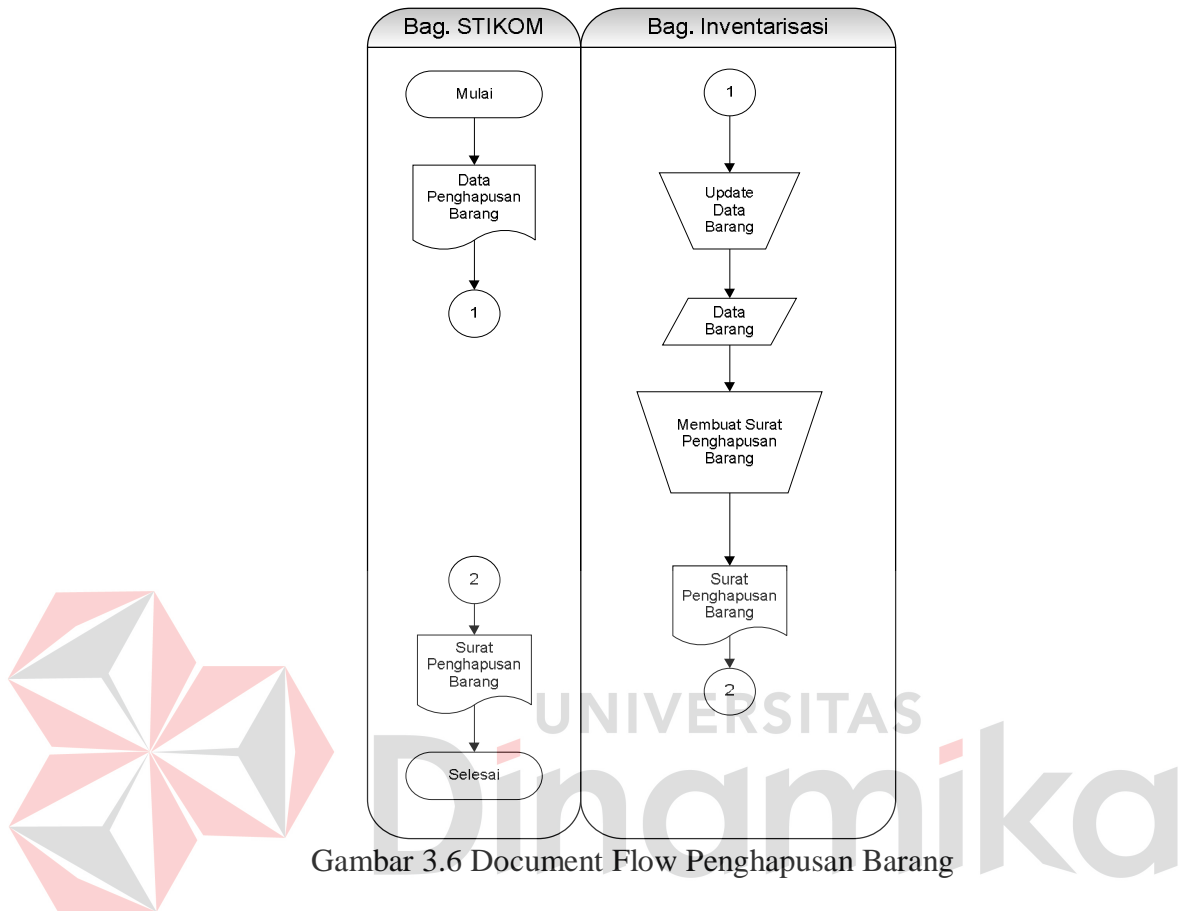 Bag. STIKOM
Mulai
Data
Penghapusan
Barang
1
2
Surat
Penghapusan
Barang
Selesai
Bag. Inventarisasi
1
Update
Data
Barang
Data
Barang
Membuat Surat
Penghapusan
Barang
Surat
Penghapusan
Barang
2
UNIVERSITAS
Dinamika
Gambar 3.6 Document Flow Penghapusan Barang